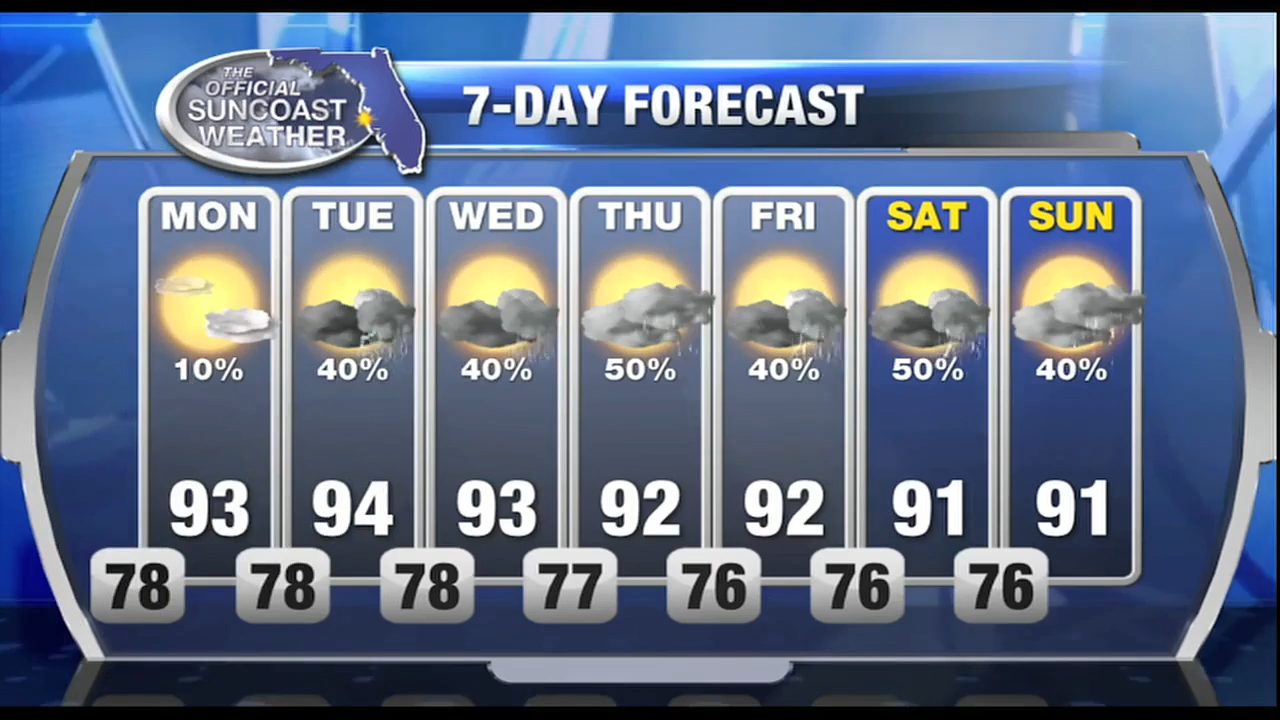 THE
OFFICIAL
SUNCOAST
WEATHER
7-DAY FORECAST
MON TUE WED THU FRI SAT SUN
10% 40% 40% 50% 40% 50% 40%
93 94 93 92 92 91 91
78 78 78 77 76 76 76